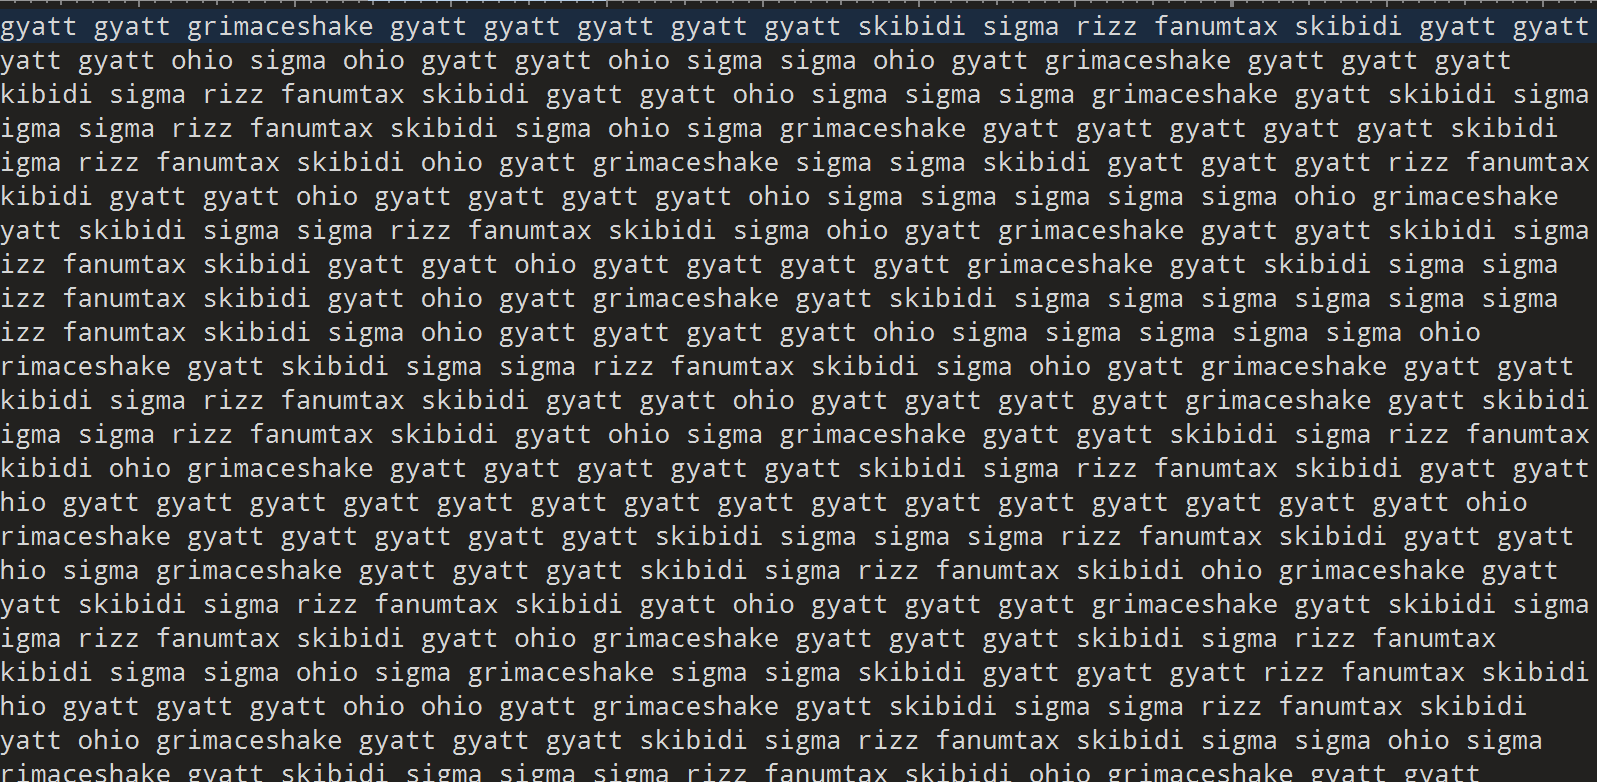 gyatt gyatt grimaceshake gyatt gyatt gyatt gyatt gyatt skibidi sigma rizz fanumtax skibidi gyatt gyatt
yatt gyatt ohio sigma ohio gyatt gyatt ohio sigma sigma ohio gyatt grimaceshake gyatt gyatt gyatt
kibidi sigma rizz fanumtax skibidi gyatt gyatt ohio sigma sigma sigma grimaceshake gyatt skibidi sigma
igma sigma rizz fanumtax skibidi sigma ohio sigma grimaceshake gyatt gyatt gyatt gyatt gyatt skibidi
igma rizz fanumtax skibidi ohio gyatt grimaceshake sigma sigma skibidi gyatt gyatt gyatt rizz fanumtax
kibidi gyatt gyatt ohio gyatt gyatt gyatt gyatt ohio sigma sigma sigma sigma sigma ohio grimaceshake
yatt skibidi sigma sigma rizz fanumtax skibidi sigma ohio gyatt grimaceshake gyatt gyatt skibidi sigma
izz fanumtax skibidi gyatt gyatt ohio gyatt gyatt gyatt gyatt grimaceshake gyatt skibidi sigma sigma
izz fanumtax skibidi gyatt ohio gyatt grimaceshake gyatt skibidi sigma sigma sigma sigma sigma sigma
izz fanumtax skibidi sigma ohio gyatt gyatt gyatt gyatt ohio sigma sigma sigma sigma sigma ohio
rimaceshake gyatt skibidi sigma sigma rizz fanumtax skibidi sigma ohio gyatt grimaceshake gyatt gyatt
kibidi sigma rizz fanumtax skibidi gyatt gyatt ohio gyatt gyatt gyatt gyatt grimaceshake gyatt skibidi
igma sigma rizz fanumtax skibidi gyatt ohio sigma grimaceshake gyatt gyatt skibidi sigma rizz fanumtax
kibidi ohio grimaceshake gyatt gyatt gyatt gyatt gyatt skibidi sigma rizz fanumtax skibidi gyatt gyatt
hio gyatt gyatt gyatt gyatt gyatt gyatt gyatt gyatt gyatt gyatt gyatt gyatt gyatt gyatt gyatt ohio
rimaceshake gyatt gyatt gyatt gyatt gyatt skibidi sigma sigma sigma rizz fanumtax skibidi gyatt gyatt
hio sigma grimaceshake gyatt gyatt gyatt skibidi sigma rizz fanumtax skibidi ohio grimaceshake gyatt
yatt skibidi sigma rizz fanumtax skibidi gyatt ohio gyatt gyatt gyatt grimaceshake gyatt skibidi sigma
igma rizz fanumtax skibidi gyatt ohio grimaceshake gyatt gyatt gyatt skibidi sigma rizz fanumtax
kibidi sigma sigma ohio sigma grimaceshake sigma sigma skibidi gyatt gyatt gyatt rizz fanumtax skibidi
hio gyatt gyatt gyatt ohio ohio gyatt grimaceshake gyatt skibidi sigma sigma rizz fanumtax skibidi
yatt ohio grimaceshake gyatt gyatt gyatt skibidi sigma rizz fanumtax skibidi sigma sigma ohio sigma
rimaceshake gyatt skibidi sigma sigma sigma rizz fanumtax skibidi ohio grimaceshake gyatt gyatt